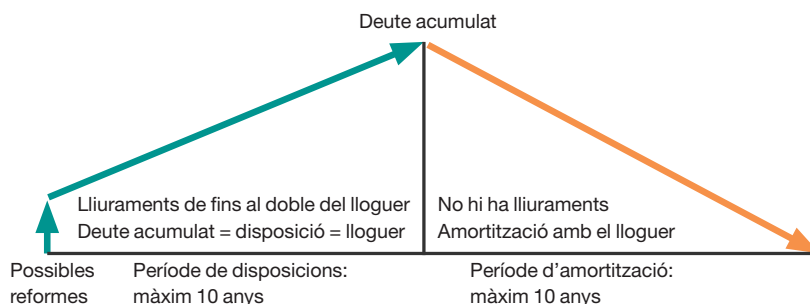 Deute acumulat
Lliuraments de fins al doble del lloguer
Deute acumulat = disposició = lloguer
No hi ha lliuraments
Amortització amb el lloguer
Possibles
reformes
Període de disposicions:
màxim 10 anys
Període d’amortització:
màxim 10 anys